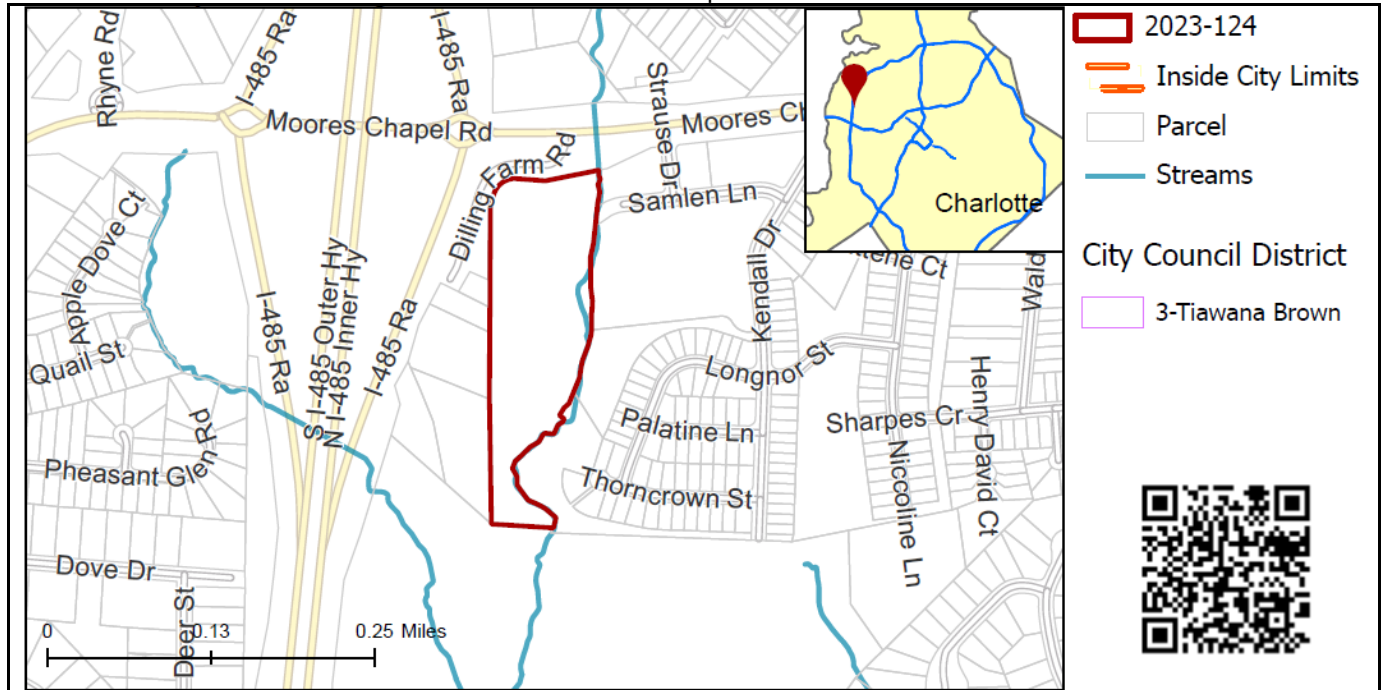 Rhyne Rd
I-485 Ra
I-485 Ra
Moores Chapel Rd
Strause Dr
Moores Ch
Dilling Farm Rd
Samlen Ln
Apple Dove Ct
Kendall Dr
Wald
Quail St
I-485 Ra
S I-485 Outer Hy
N I-485 Inner Hy
I-485 Ra
Longnor St
Henry David Ct
Palatine Ln
Sharpes Cr
Pheasant Glen Rd
Thorncrown St
Niccoline Ln
Dove Dr
Deer St
0
0.13
0.25 Miles
Charlotte
2023-124
Inside City Limits
Parcel
Streams
City Council District
3-Tiawana Brown